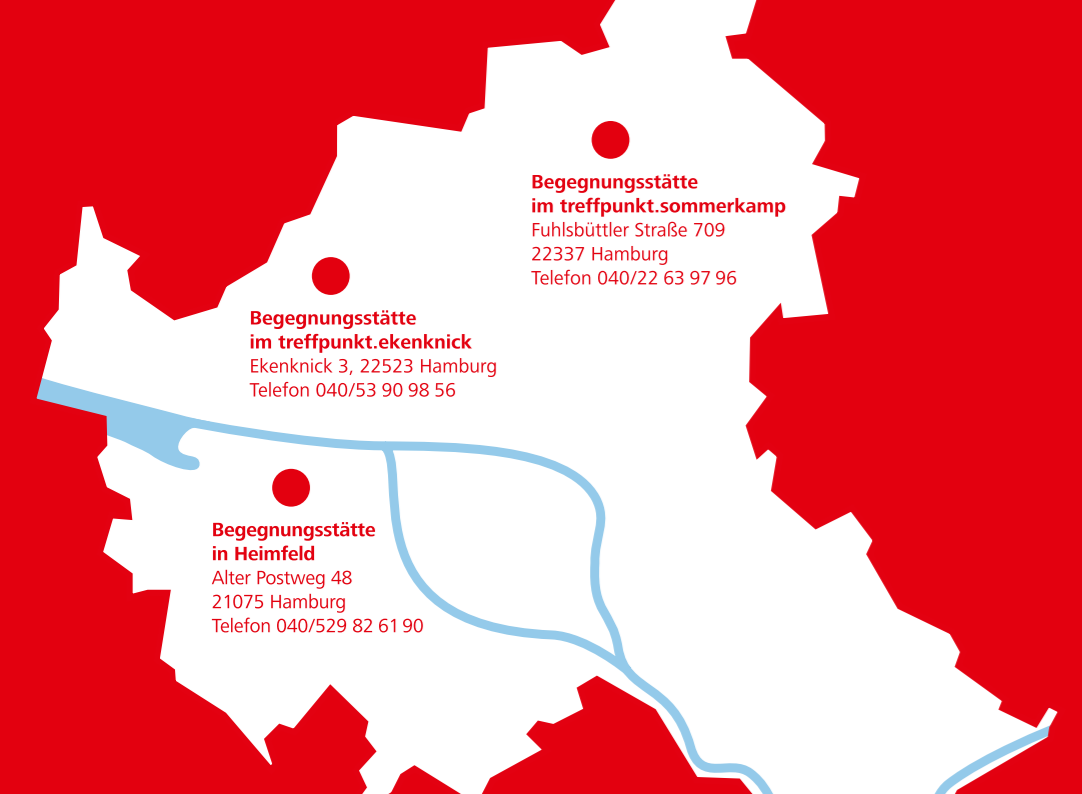 Begegnungsstätte
im treffpunkt.sommerkamp
Fuhlsbüttler Straße 709
22337 Hamburg
Telefon 040/22 63 97 96
Begegnungsstätte
im treffpunkt.ekenknick
Ekenknick 3, 22523 Hamburg
Telefon 040/53 90 98 56
Begegnungsstätte
in Heimfeld
Alter Postweg 48
21075 Hamburg
Telefon 040/529 82 61 90